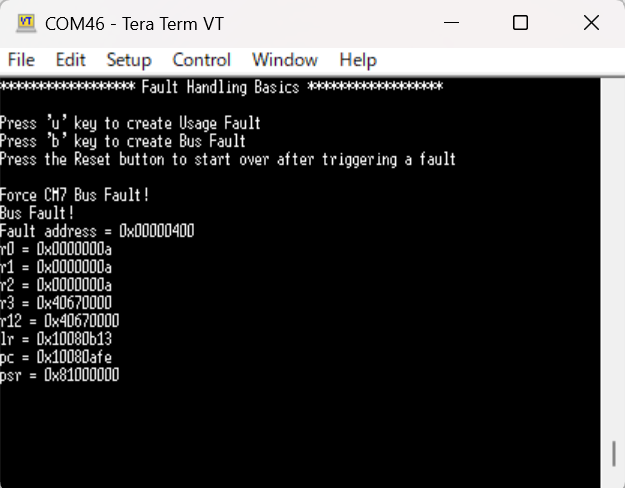 COM46 - Tera Term VT
File Edit Setup Control Window Help
******************* Fault Handling Basics *******************
Press 'u' key to create Usage Fault
Press 'b' key to create Bus Fault
Press the Reset button to start over after triggering a fault
Force CM7 Bus Fault!
Bus Fault!
Fault address = 0x00000400
r0 = 0x0000000a
r1 = 0x0000000a
r2 = 0x0000000a
r3 = 0x40670000
r12 = 0x40670000
lr = 0x10080b13
pc = 0x10080afe
psr = 0x81000000